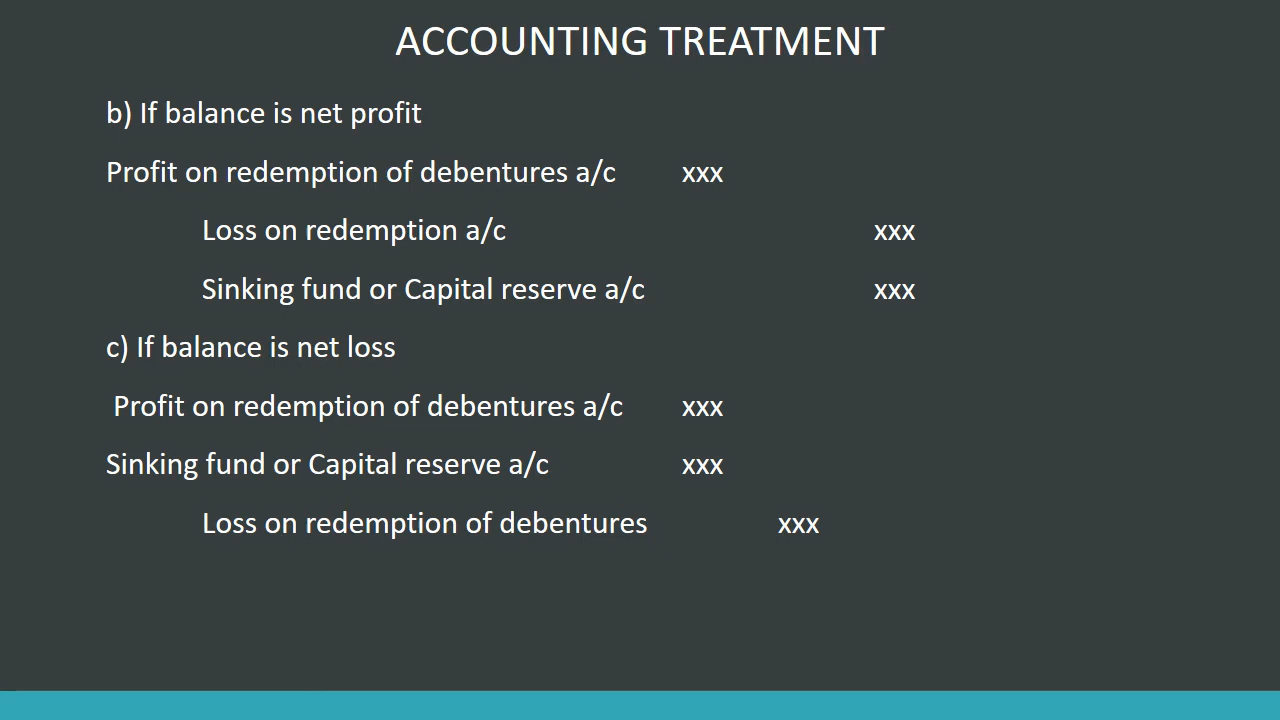 ACCOUNTING TREATMENT
b) If balance is net profit
Profit on redemption of debentures a/c xxx
Loss on redemption a/c xxx
Sinking fund or Capital reserve a/c xxx
c) If balance is net loss
Profit on redemption of debentures a/c xxx
Sinking fund or Capital reserve a/c xxx
Loss on redemption of debentures xxx